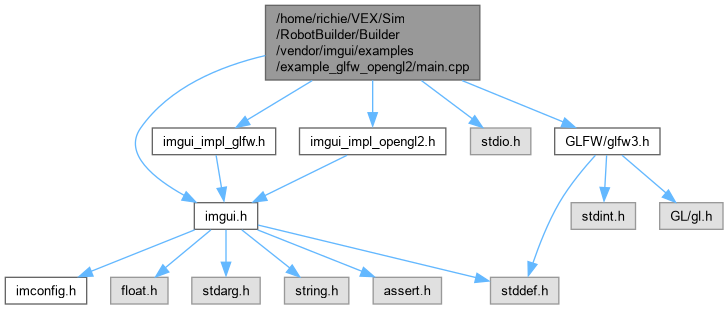 /home/richie/VEX/Sim
/RobotBuilder/Builder
/vendor/imgui/examples
/example_glfw_opengl2/main.cpp
imgui_impl_glfw.h
imgui_impl_opengl2.h
stdio.h
GLFW/glfw3.h
imgui.h
stdint.h
GL/gl.h
imconfig.h
float.h
stdarg.h
string.h
assert.h
stddef.h